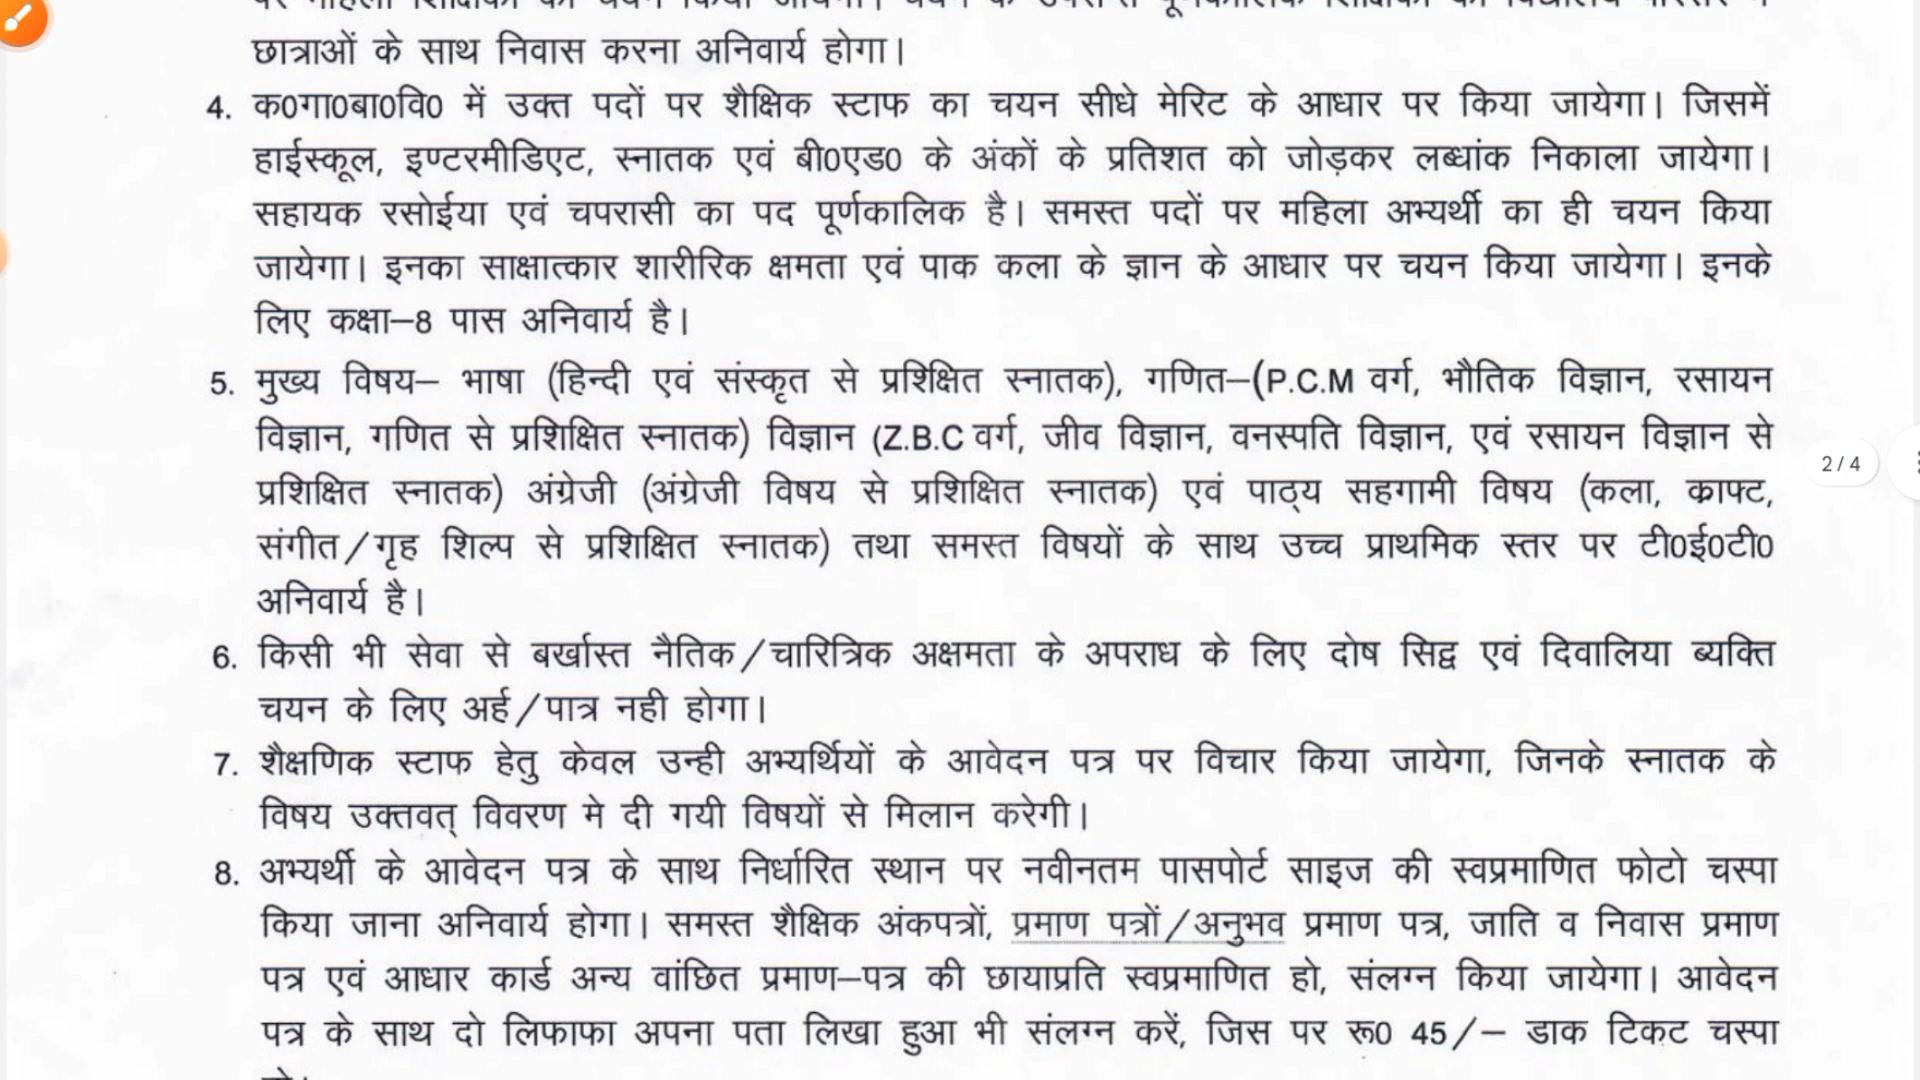 छात्राओं के साथ निवास करना अनिवार्य होगा।
4. क0गा0बा0वि0 में उक्त पदों पर शैक्षिक स्टाफ का चयन सीधे मेरिट के आधार पर किया जायेगा। जिसमें
हाईस्कूल, इण्टरमीडिएट, स्नातक एवं बी0एड0 के अंकों के प्रतिशत को जोड़कर लब्धांक निकाला जायेगा।
सहायक रसोईया एवं चपरासी का पद पूर्णकालिक है। समस्त पदों पर महिला अभ्यर्थी का ही चयन किया
जायेगा। इनका साक्षात्कार शारीरिक क्षमता एवं पाक कला के ज्ञान के आधार पर चयन किया जायेगा। इनके
लिए कक्षा–8 पास अनिवार्य है।
5. मुख्य विषय– भाषा (हिन्दी एवं संस्कृत से प्रशिक्षित स्नातक), गणित–(P.C.M वर्ग, भौतिक विज्ञान, रसायन
विज्ञान, गणित से प्रशिक्षित स्नातक) विज्ञान (Z.B.C वर्ग, जीव विज्ञान, वनस्पति विज्ञान, एवं रसायन विज्ञान से
प्रशिक्षित स्नातक) अंग्रेजी (अंग्रेजी विषय से प्रशिक्षित स्नातक) एवं पाठ्य सहगामी विषय (कला, क्राफ्ट,
2/4
संगीत/गृह शिल्प से प्रशिक्षित स्नातक) तथा समस्त विषयों के साथ उच्च प्राथमिक स्तर पर टी0ई0टी0
अनिवार्य है।
6. किसी भी सेवा से बर्खास्त नैतिक/चारित्रिक अक्षमता के अपराध के लिए दोष सिद्व एवं दिवालिया ब्यक्ति
चयन के लिए अर्ह/पात्र नही होगा।
7. शैक्षणिक स्टाफ हेतु केवल उन्ही अभ्यर्थियों के आवेदन पत्र पर विचार किया जायेगा, जिनके स्नातक के
विषय उक्तवत् विवरण मे दी गयी विषयों से मिलान करेगी।
8. अभ्यर्थी के आवेदन पत्र के साथ निर्धारित स्थान पर नवीनतम पासपोर्ट साइज की स्वप्रमाणित फोटो चस्पा
किया जाना अनिवार्य होगा। समस्त शैक्षिक अंकपत्रों, प्रमाण पत्रों/अनुभव प्रमाण पत्र, जाति व निवास प्रमाण
पत्र एवं आधार कार्ड अन्य वांछित प्रमाण–पत्र की छायाप्रति स्वप्रमाणित हो, संलग्न किया जायेगा। आवेदन
पत्र के साथ दो लिफाफा अपना पता लिखा हुआ भी संलग्न करें, जिस पर रू0 45/– डाक टिकट चस्पा